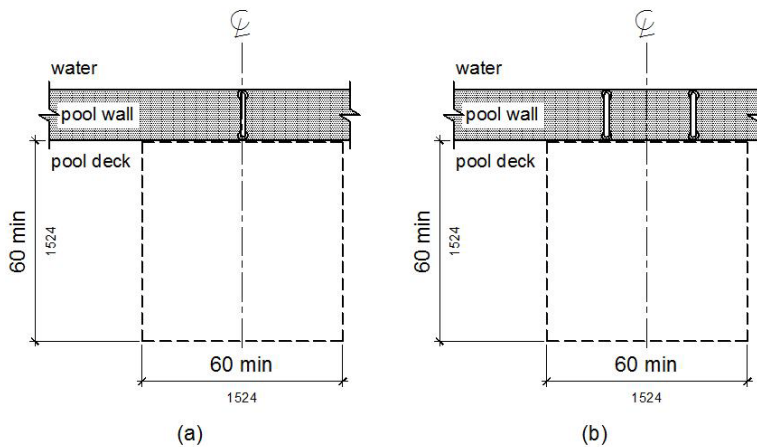 ℄
water
pool wall
pool deck
60 min
1524
60 min
1524
(a)
℄
water
pool wall
pool deck
60 min
1524
60 min
1524
(b)